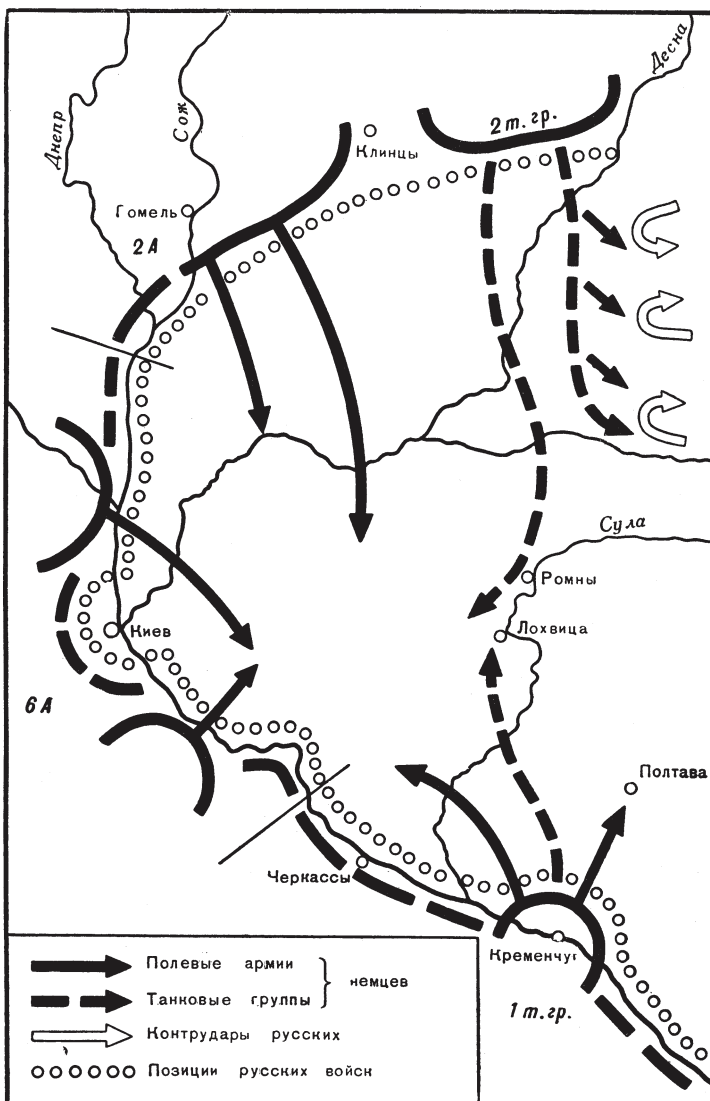 Десна
Днепр
Сож
2 т. гр.
Клинцы
Гомель
2 А
Сула
Ромны
Киев
Лохвица
6 А
Полтава
Черкассы
Кременчуг
1 т. гр.
Полевые армии
Танковые группы
немцев
Контрудары русских
Позиции русских войск